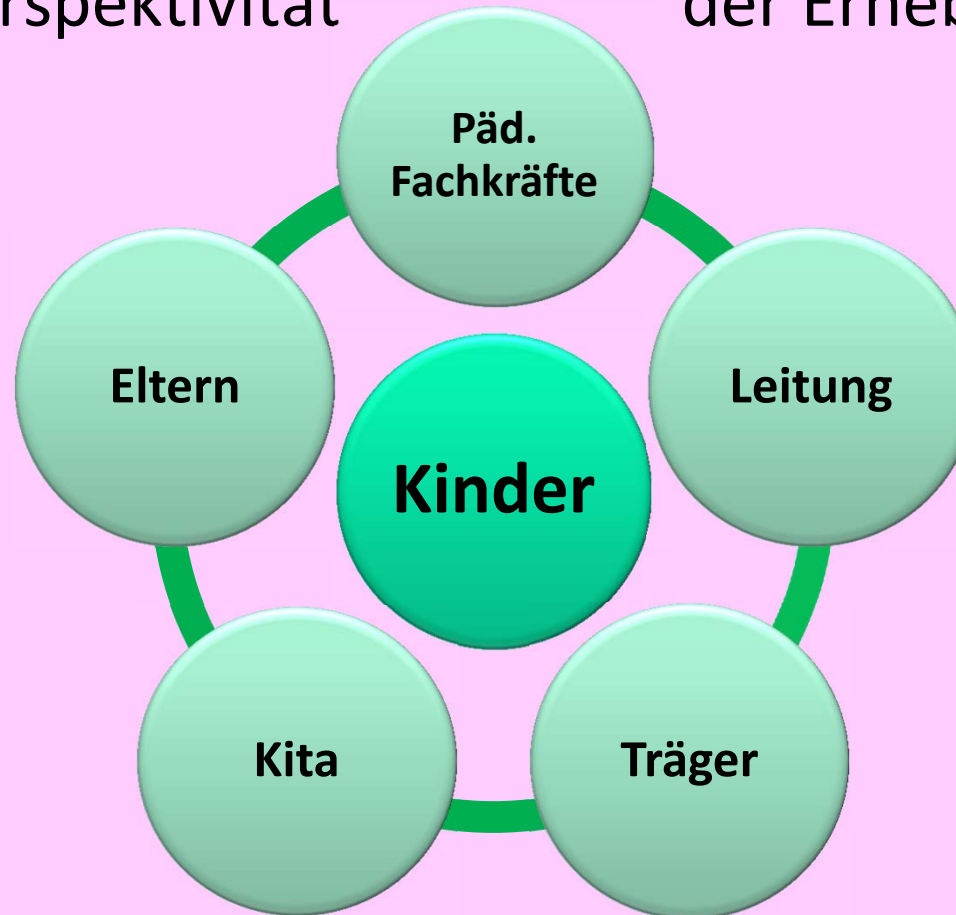 rspektivität der Erheb
Päd.
Fachkräfte
Eltern
Leitung
Kinder
Kita
Träger